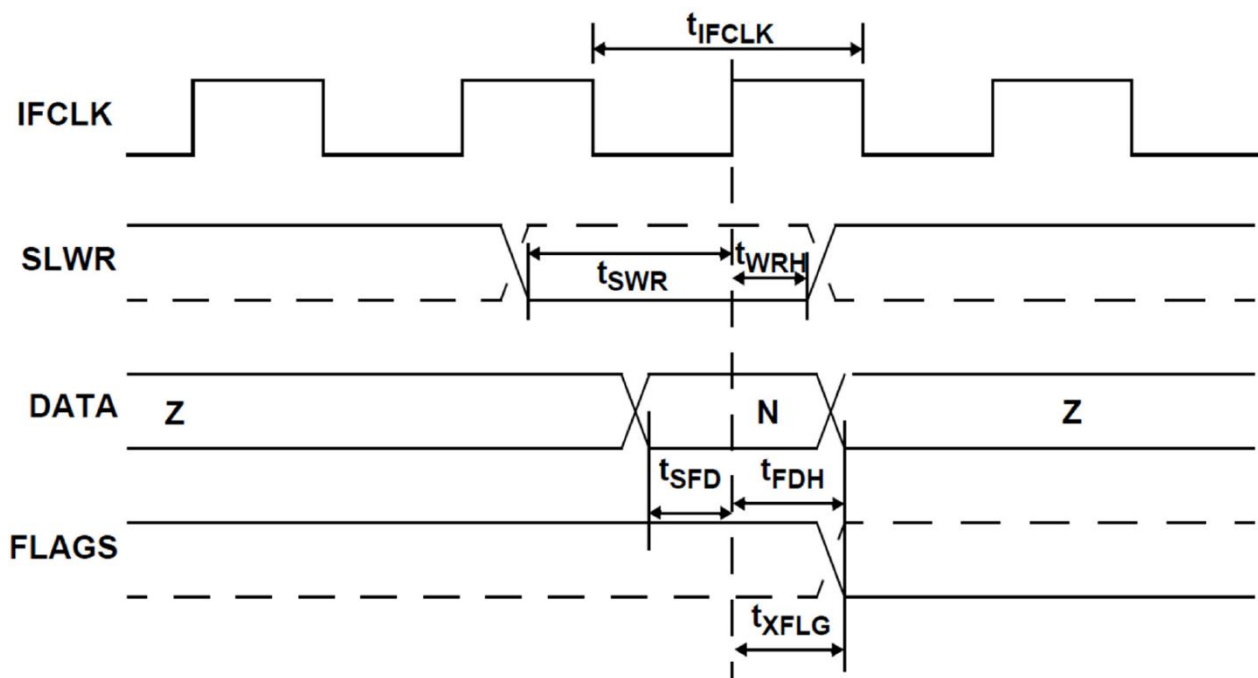 tIFCLK
IFCLK
SLWR
tSWR
tWRH
DATA
Z
N
Z
tSFD
tFDH
FLAGS
tXFLG